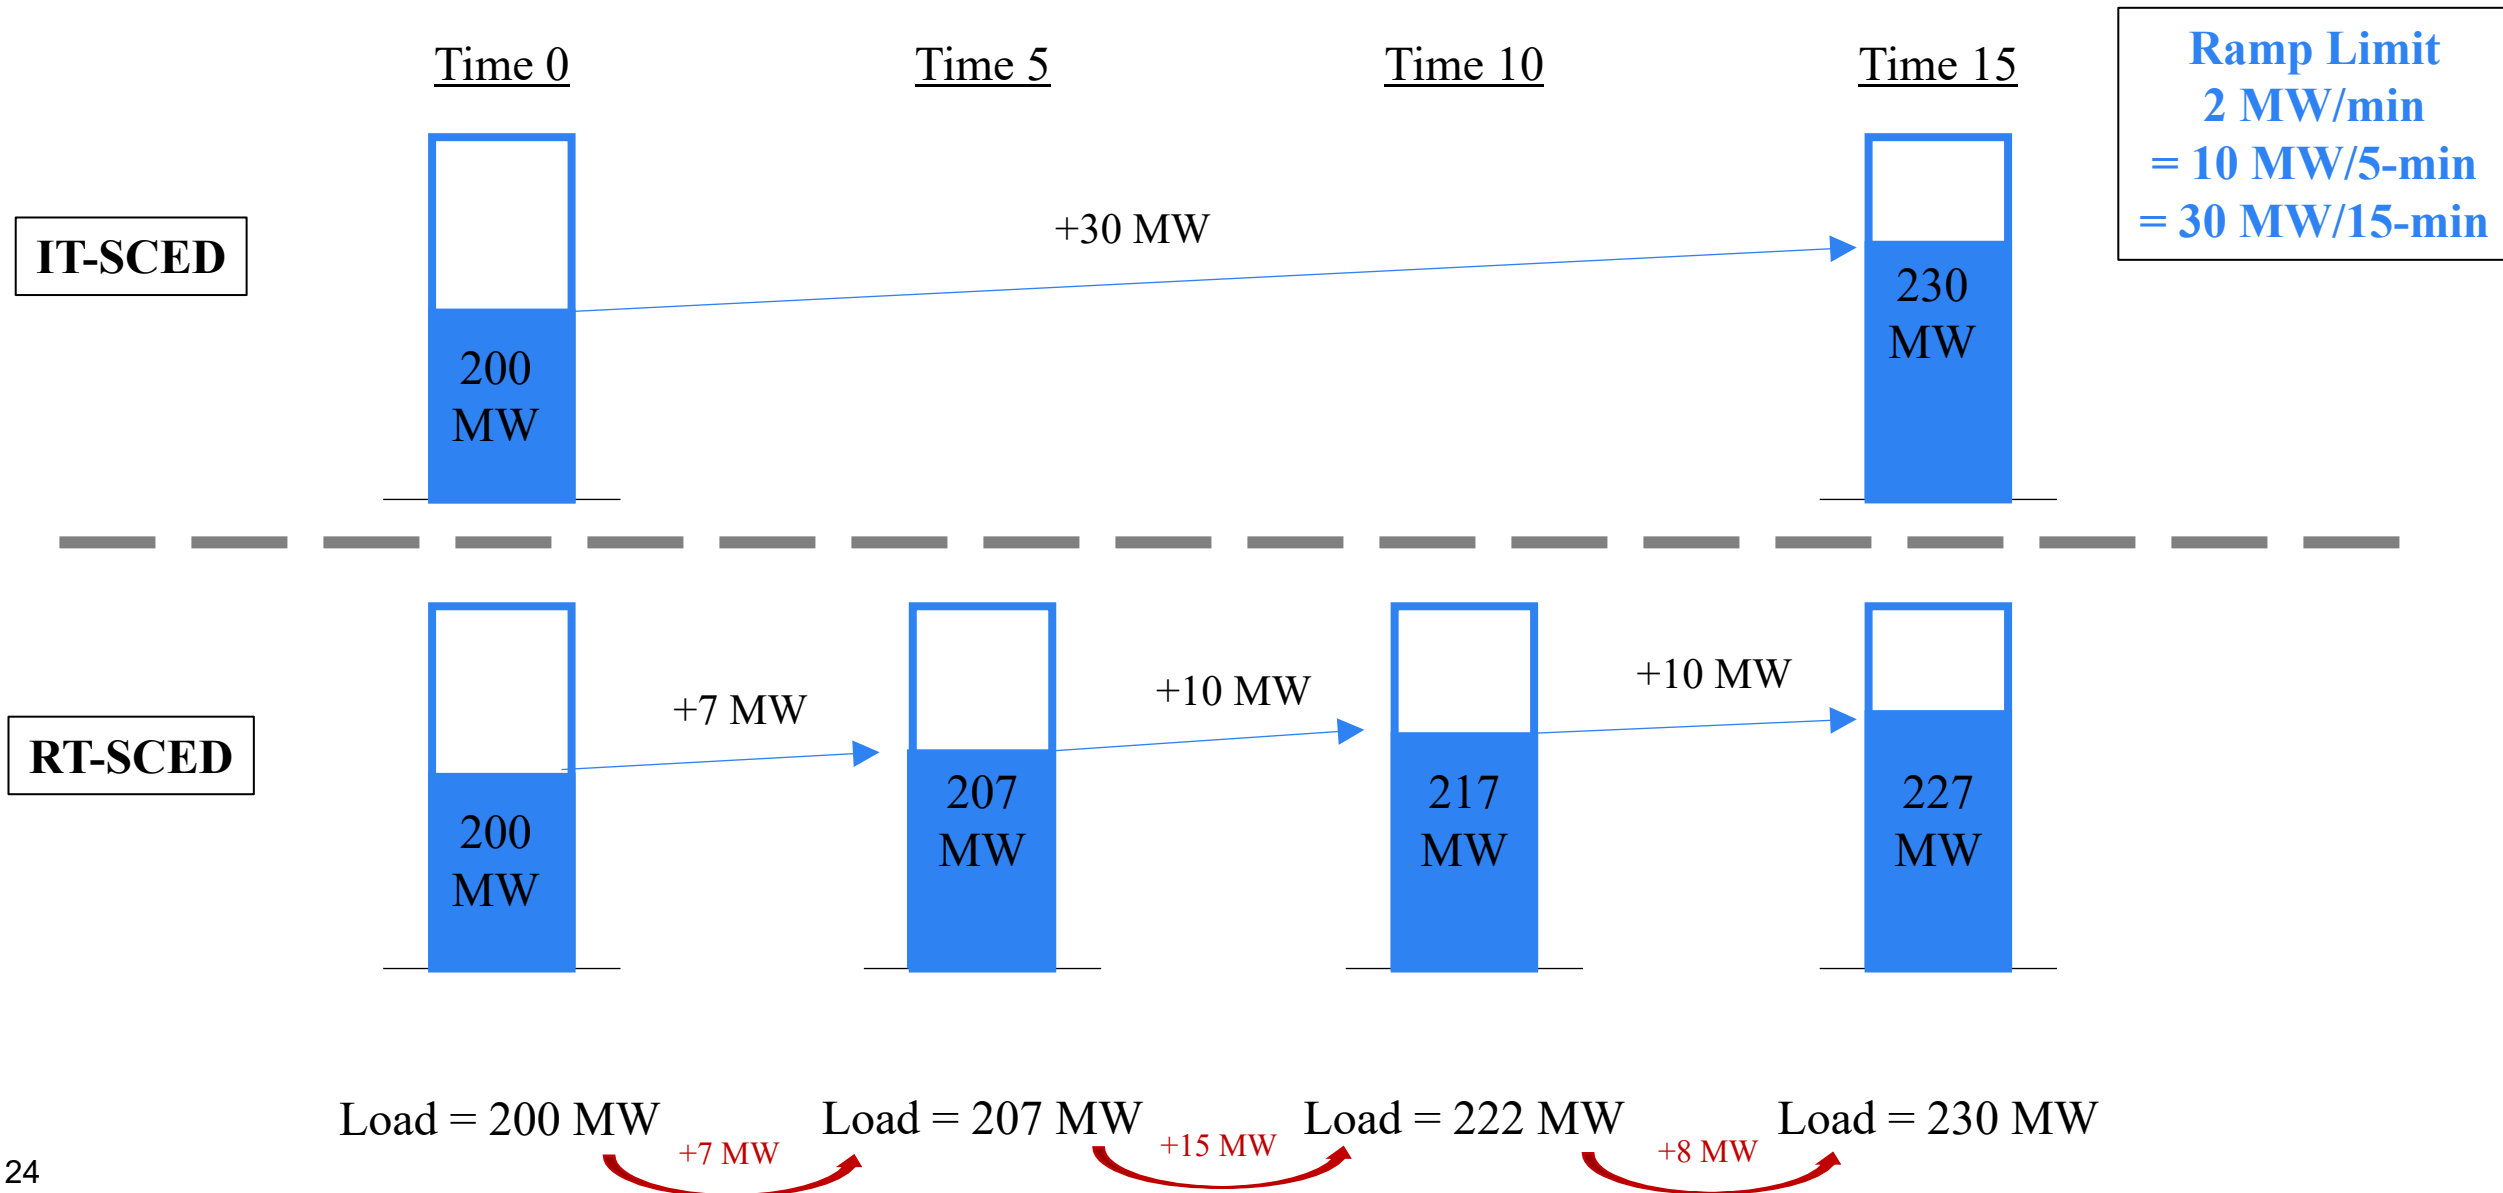 Time 0
Time 5
Time 10
Time 15
Ramp Limit
2 MW/min
= 10 MW/5-min
= 30 MW/15-min
IT-SCED
+30 MW
200
MW
230
MW
RT-SCED
+7 MW
+10 MW
+10 MW
200
MW
207
MW
217
MW
227
MW
Load = 200 MW
Load = 207 MW
Load = 222 MW
Load = 230 MW
+7 MW
+15 MW
+8 MW
24